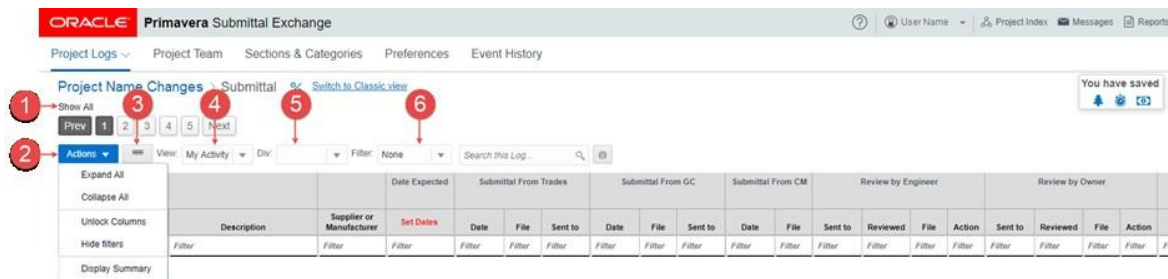 ORACLE Primavera Submittal Exchange ? User Name Project Index Messages Reports
Project Logs Project Team Sections & Categories Preferences Event History
Project Name Changes > Submittal Switch to Classic view You have saved
1 Show All 3 4 5 6
Prev 1 2 3 4 5 Next
2 Actions View: My Activity Div: Filter: None Search this Log...
Expand All
Collapse All
Unlock Columns
Hide filters
Display Summary
Date Expected Submittal From Trades Submittal From GC Submittal From CM Review by Engineer Review by Owner
Description Supplier or Manufacturer Set Dates Date File Sent to Date File Sent to Date File Sent to Reviewed File Action Sent to Reviewed File Action
Filter Filter Filter Filter Filter Filter Filter Filter Filter Filter Filter Filter Filter Filter Filter Filter Filter Filter Filter